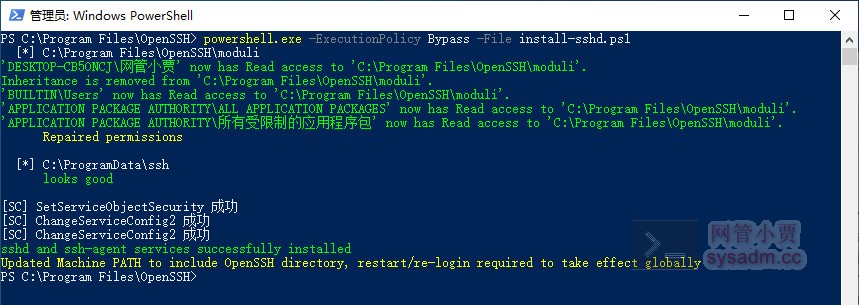 管理员: Windows PowerShell
PS C:\Program Files\OpenSSH> powershell.exe -ExecutionPolicy Bypass -File install-sshd.ps1
[*] C:\Program Files\OpenSSH\moduli
'DESKTOP-CB5ONCJ\网管小贾' now has Read access to 'C:\Program Files\OpenSSH\moduli'.
Inheritance is removed from 'C:\Program Files\OpenSSH\moduli'.
'BUILTIN\Users' now has Read access to 'C:\Program Files\OpenSSH\moduli'.
'APPLICATION PACKAGE AUTHORITY\ALL APPLICATION PACKAGES' now has Read access to 'C:\Program Files\OpenSSH\moduli'.
'APPLICATION PACKAGE AUTHORITY\所有受限制的应用程序包' now has Read access to 'C:\Program Files\OpenSSH\moduli'.
Repaired permissions
[*] C:\ProgramData\ssh
looks good
[SC] SetServiceObjectSecurity 成功
[SC] ChangeServiceConfig2 成功
[SC] ChangeServiceConfig2 成功
sshd and ssh-agent services successfully installed
Updated Machine PATH to include OpenSSH directory, restart/re-login required to take effect globally
PS C:\Program Files\OpenSSH>
网管小贾
sysadm.cc